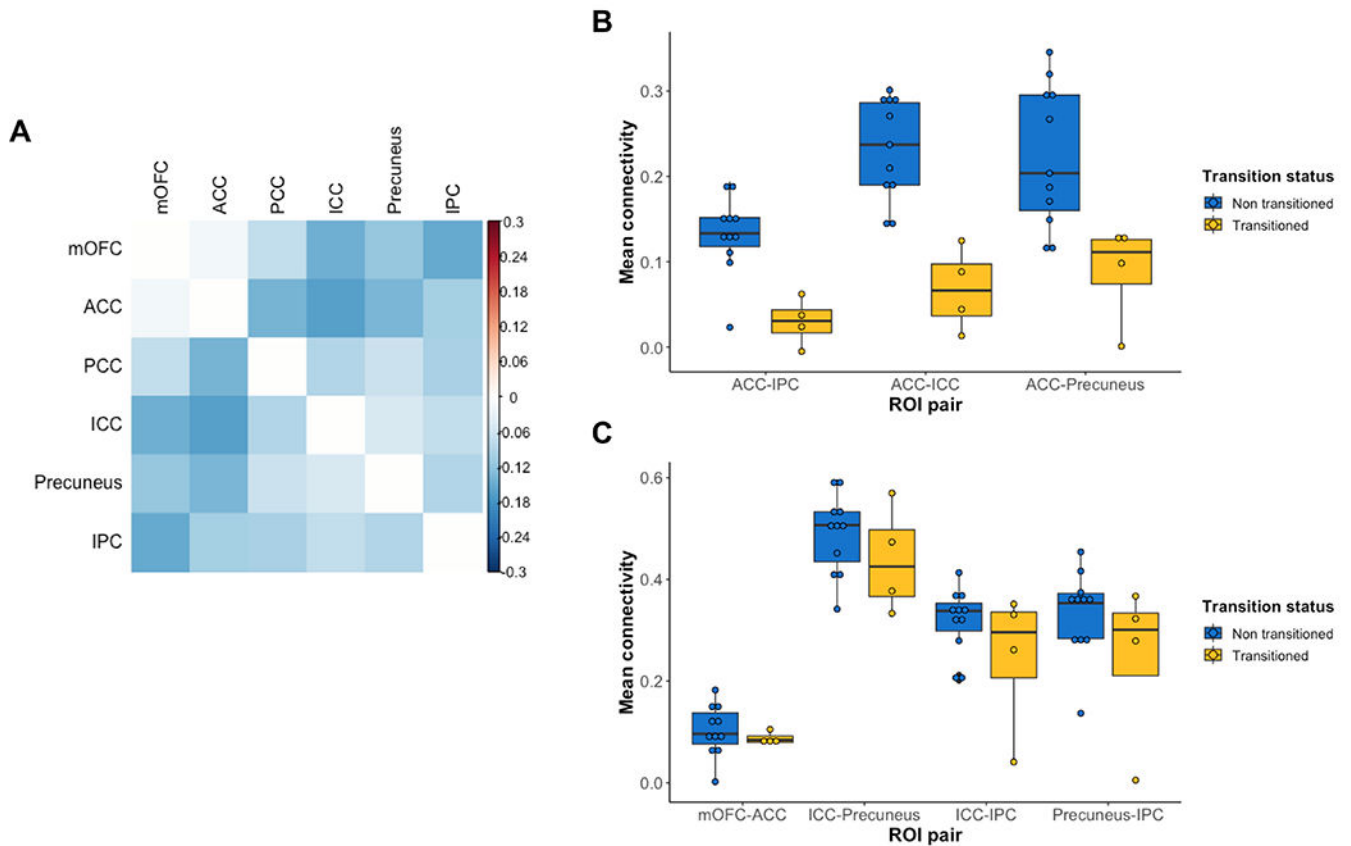 A
mOFC
ACC
PCC
ICC
Precuneus
IPC
mOFC
ACC
PCC
ICC
Precuneus
IPC
0.3
0.24
0.18
0.12
0.06
0
-0.06
-0.12
-0.18
-0.24
-0.3
B
Mean connectivity
0.3
0.2
0.1
0.0
ACC-IPC ACC-ICC ACC-Precuneus
ROI pair
Transition status
Non transitioned
Transitioned
C
Mean connectivity
0.6
0.4
0.2
0.0
mOFC-ACC ICC-Precuneus ICC-IPC Precuneus-IPC
ROI pair
Transition status
Non transitioned
Transitioned